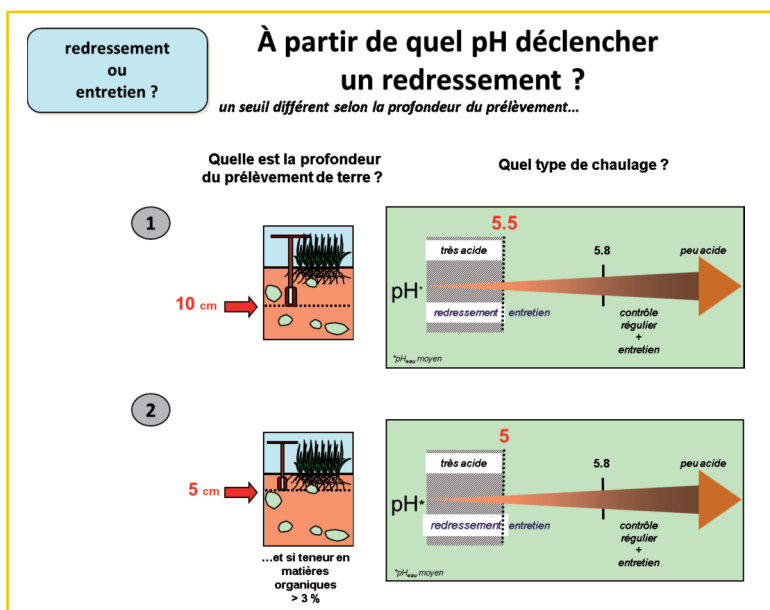 redressement
ou
entretien ?
À partir de quel pH déclencher
un redressement ?
un seuil différent selon la profondeur du prélèvement...
Quelle est la profondeur
du prélèvement de terre ?
Quel type de chaulage ?
1
10 cm
5.5
très acide
5.8
peu acide
pH*
redressement
entretien
contrôle
régulier
+
entretien
*pHeau moyen
2
5 cm
...et si teneur en
matières
organiques
> 3 %
5
très acide
5.8
peu acide
pH*
redressement
entretien
contrôle
régulier
+
entretien
*pHeau moyen